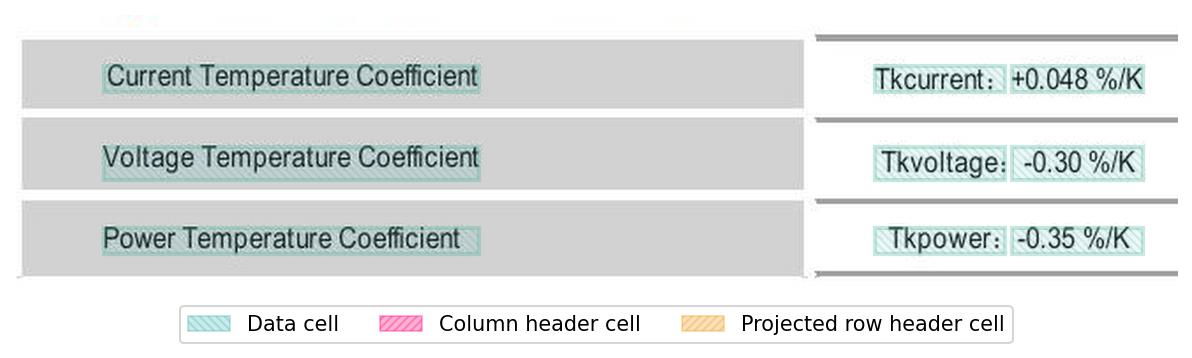 Current Temperature Coefficient Tkcurrent: +0.048 %/K
Voltage Temperature Coefficient Tkvoltage: -0.30 %/K
Power Temperature Coefficient Tkpower: -0.35 %/K
Data cell Column header cell Projected row header cell